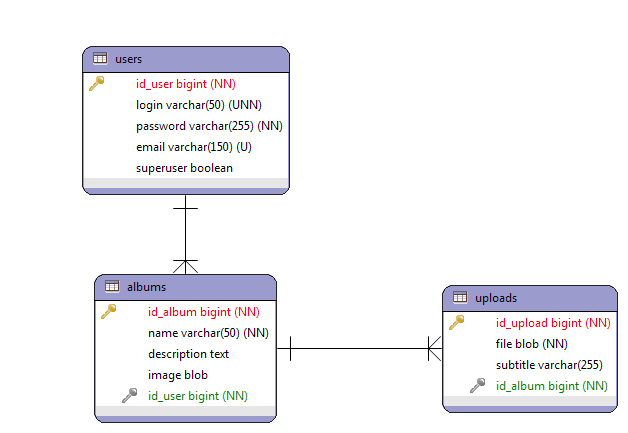 users
id_user bigint (NN)
login varchar(50) (UNN)
password varchar(255) (NN)
email varchar(150) (U)
superuser boolean
albums
id_album bigint (NN)
name varchar(50) (NN)
description text
image blob
id_user bigint (NN)
uploads
id_upload bigint (NN)
file blob (NN)
subtitle varchar(255)
id_album bigint (NN)